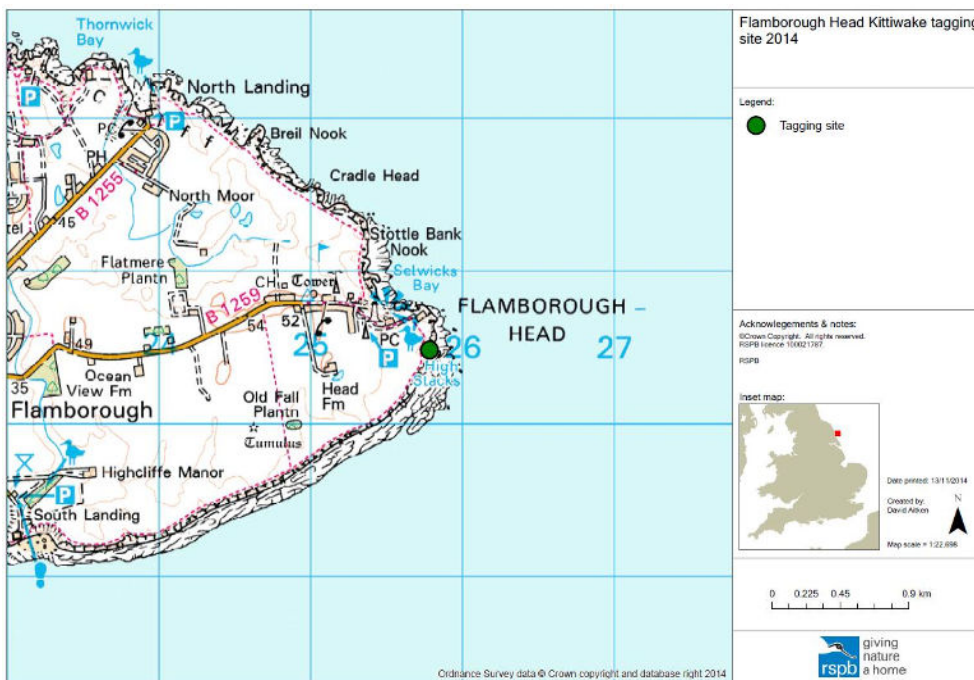 Flamborough Head Kittiwake tagging
site 2014
Legend:
Tagging site
Acknowlegements & notes:
©Crown Copyright. All rights reserved.
RSPB licence 100021787
RSPB
Inset map:
Date printed: 13/11/2014
Created by:
David Aitken
N
Map scale = 1:22,698
0 0.225 0.45 0.9 km
rspb
giving
nature
a home
Thornwick
Bay
North Landing
P
C
PC
P
f
f
Breil Nook
PH
Cradle Head
B 1255
North Moor
45
tel
Stottle Bank
Nook
Flatmere
Plantn
Selwicks
Bay
CH
Tower
B 1259
FLAMBOROUGH
HEAD
54
52
49
24
25
26
27
PC
P
High
Stacks
35
Ocean
View Fm
Head
Fm
Flamborough
Old Fall
Plantn
Tumulus
Highcliffe Manor
P
South Landing
Ordnance Survey data © Crown copyright and database right 2014